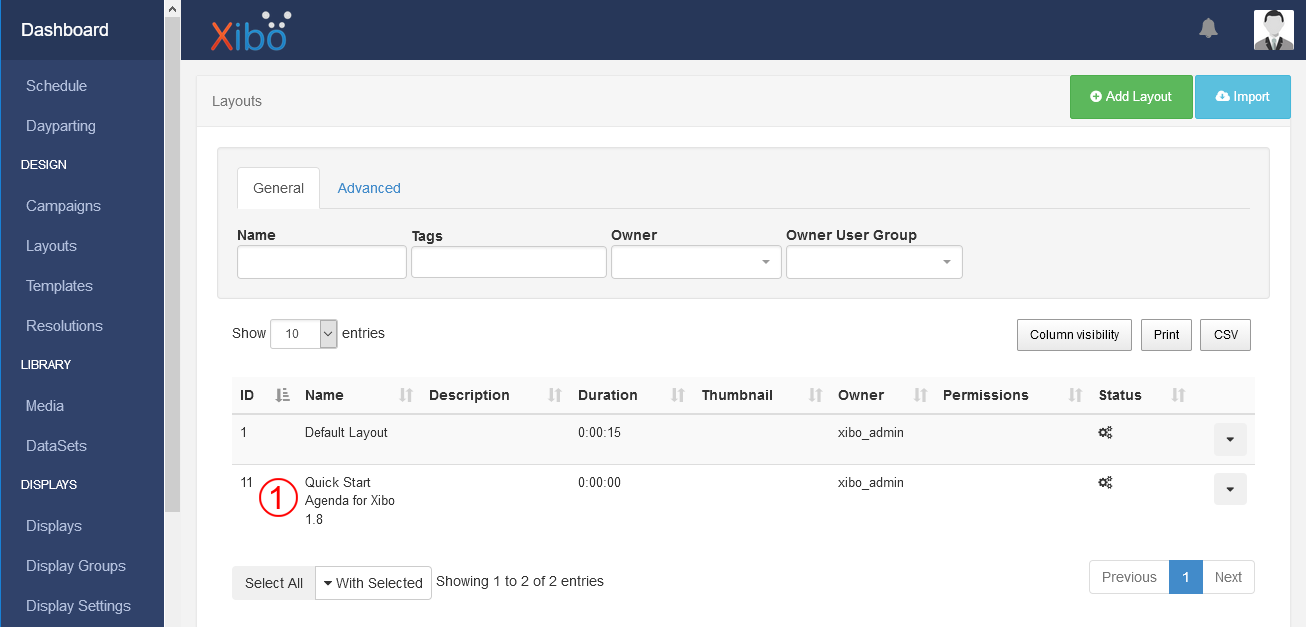 Dashboard
Schedule
Dayparting
DESIGN
Campaigns
Layouts
Templates
Resolutions
LIBRARY
Media
DataSets
DISPLAYS
Displays
Display Groups
Display Settings
Xibo
Layouts
Add Layout
Import
General Advanced
Name Tags Owner Owner User Group
Show 10 entries
Column visibility Print CSV
ID Name Description Duration Thumbnail Owner Permissions Status
1 Default Layout 0:00:15 xibo_admin
11 Quick Start 0:00:00 xibo_admin
1 Agenda for Xibo
1.8
Select All With Selected Showing 1 to 2 of 2 entries
Previous 1 Next